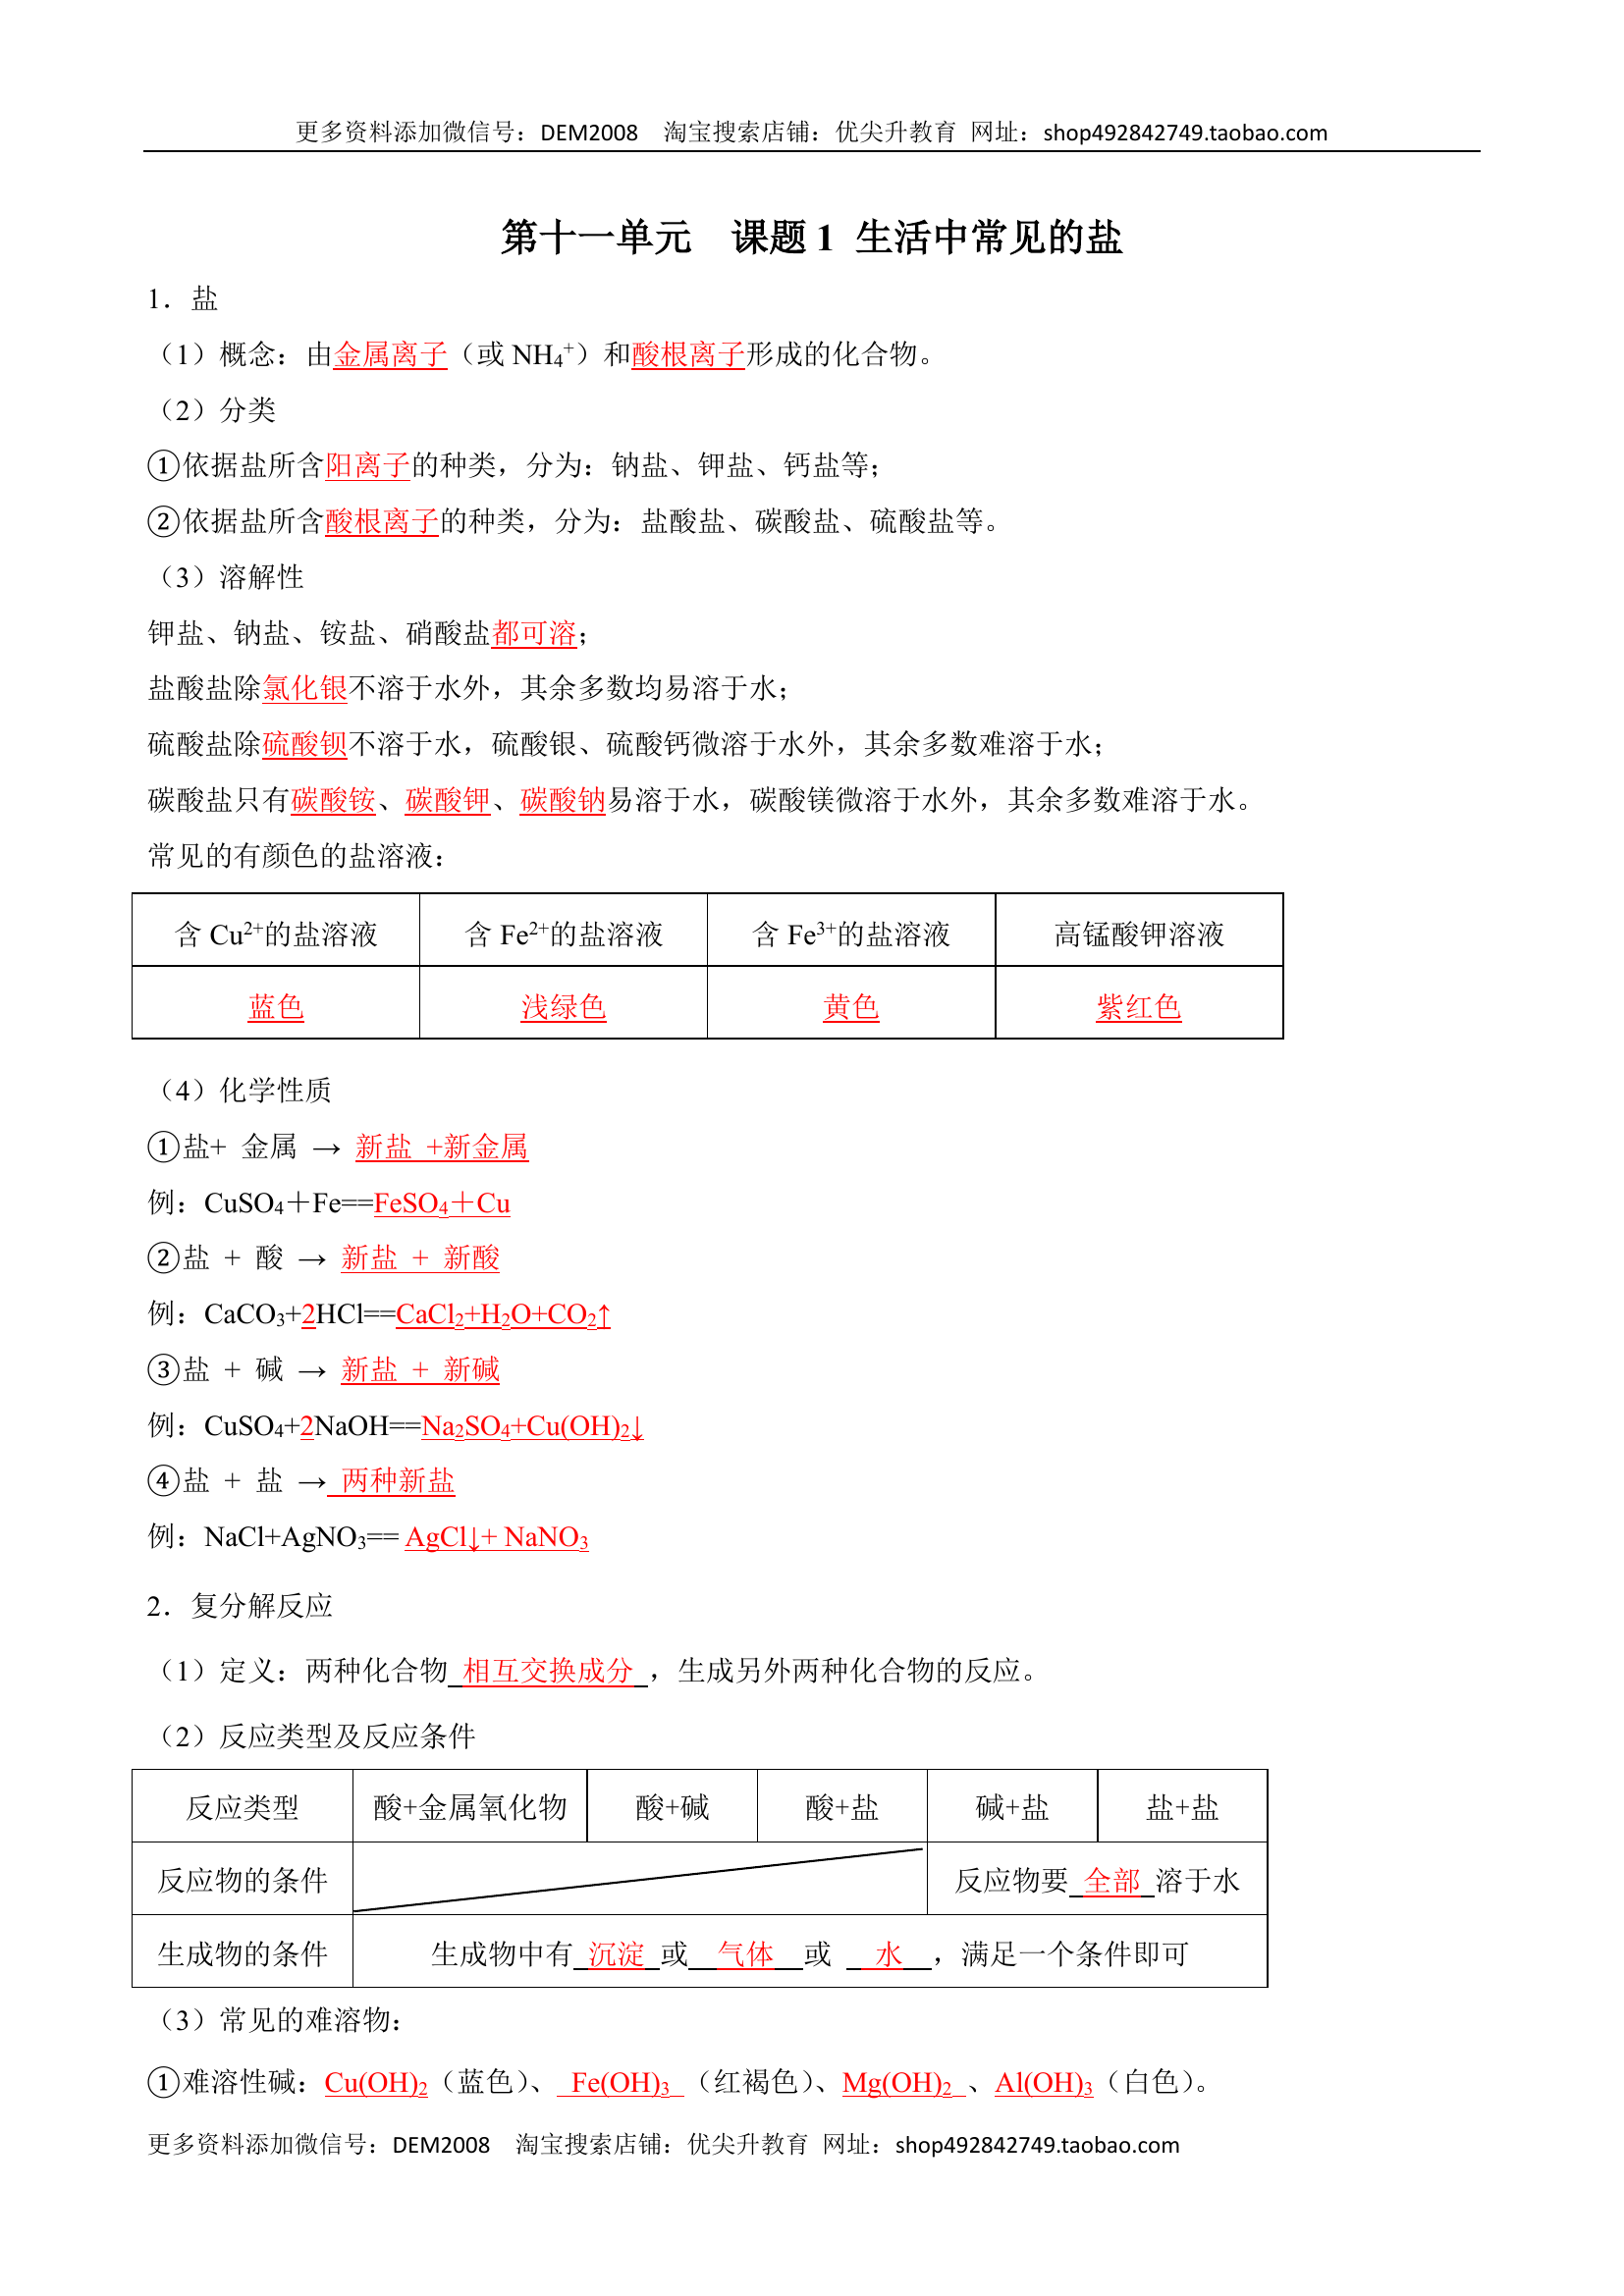 更多资料添加微信号：DEM2008 淘宝搜索店铺：优尖升教育 网址：shop492842749.taobao.com
第十一单元 课题1 生活中常见的盐
1．盐
（1）概念：由金属离子（或 NH₄⁺）和酸根离子形成的化合物。
（2）分类
①依据盐所含阳离子的种类，分为：钠盐、钾盐、钙盐等；
②依据盐所含酸根离子的种类，分为：盐酸盐、碳酸盐、硫酸盐等。
（3）溶解性
钾盐、钠盐、铵盐、硝酸盐都可溶；
盐酸盐除氯化银不溶于水外，其余多数均易溶于水；
硫酸盐除硫酸钡不溶于水，硫酸银、硫酸钙微溶于水外，其余多数难溶于水；
碳酸盐只有碳酸铵、碳酸钾、碳酸钠易溶于水，碳酸镁微溶于水外，其余多数难溶于水。
常见的有颜色的盐溶液：
含 Cu²⁺的盐溶液 含 Fe²⁺的盐溶液 含 Fe³⁺的盐溶液 高锰酸钾溶液
蓝色 浅绿色 黄色 紫红色
（4）化学性质
①盐+ 金属 → 新盐 +新金属
例：CuSO₄＋Fe==FeSO₄＋Cu
②盐 + 酸 → 新盐 + 新酸
例：CaCO₃+2HCl==CaCl₂+H₂O+CO₂↑
③盐 + 碱 → 新盐 + 新碱
例：CuSO₄+2NaOH==Na₂SO₄+Cu(OH)₂↓
④盐 + 盐 → 两种新盐
例：NaCl+AgNO₃== AgCl↓+ NaNO₃
2．复分解反应
（1）定义：两种化合物 相互交换成分 ，生成另外两种化合物的反应。
（2）反应类型及反应条件
反应类型 酸+金属氧化物 酸+碱 酸+盐 碱+盐 盐+盐
反应物的条件 反应物要 全部 溶于水
生成物的条件 生成物中有 沉淀 或 气体 或 水 ，满足一个条件即可
（3）常见的难溶物：
①难溶性碱：Cu(OH)₂（蓝色）、 Fe(OH)₃ （红褐色）、Mg(OH)₂ 、Al(OH)₃（白色）。
更多资料添加微信号：DEM2008 淘宝搜索店铺：优尖升教育 网址：shop492842749.taobao.com